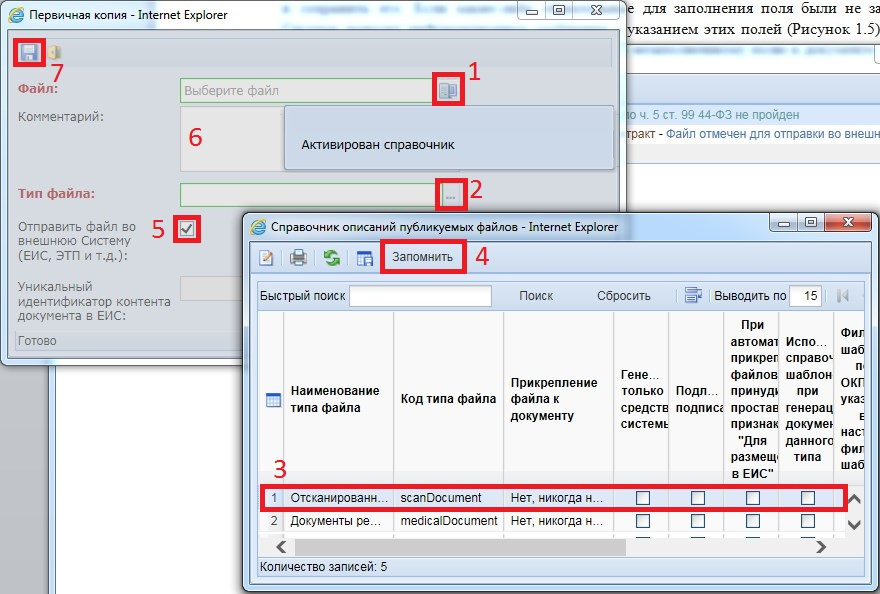 Первичная копия - Internet Explorer
для заполнения поля были не за
указанием этих полей (Рисунок 1.5)
7
Файл:
Выберите файл
1
Комментарий:
6
Активирован справочник
по ч. 5 ст. 99 44-ФЗ не пройден
тракт - Файл отмечен для отправки во внешн
Тип файла:
...
2
Отправить файл во
внешнюю Систему
(ЕИС, ЭТП и т.д.):
5
Уникальный
идентификатор контента
документа в ЕИС:
Готово
Справочник описаний публикуемых файлов - Internet Explorer
Запомнить
4
Быстрый поиск
Поиск
Сбросить
Выводить по
15
Наименование
типа файла
Код типа файла
Прикрепление
файла к
документу
Гене...
только
средств
системы
Подл...
подписа
При
автомат
прикреп
файлов
принуди
простав
признак
"Для
размещ
в ЕИС"
Испо...
справоч
шаблон
при
генерац
докумен
данного
типа
Фил
шаб
по
ОКП
указ
в
наст
фил
шаб
3
1 Отсканированн... scanDocument Нет, никогда н...
2 Документы ре... medicalDocument Нет, никогда н...
Количество записей: 5